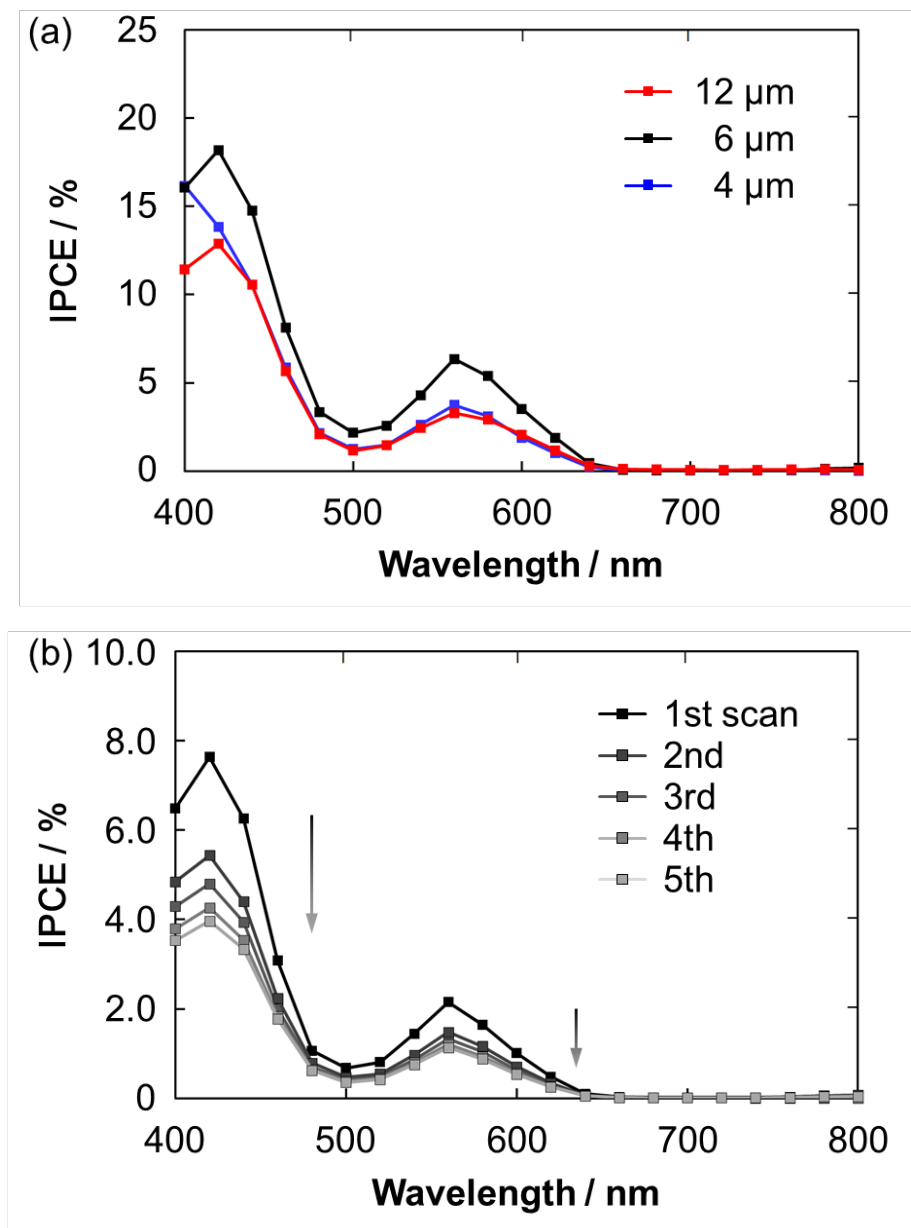 (a)
25
20
15
10
5
0
IPCE / %
12 µm
6 µm
4 µm
400 500 600 700 800
Wavelength / nm
(b)
10.0
8.0
6.0
4.0
2.0
0
IPCE / %
1st scan
2nd
3rd
4th
5th
400 500 600 700 800
Wavelength / nm